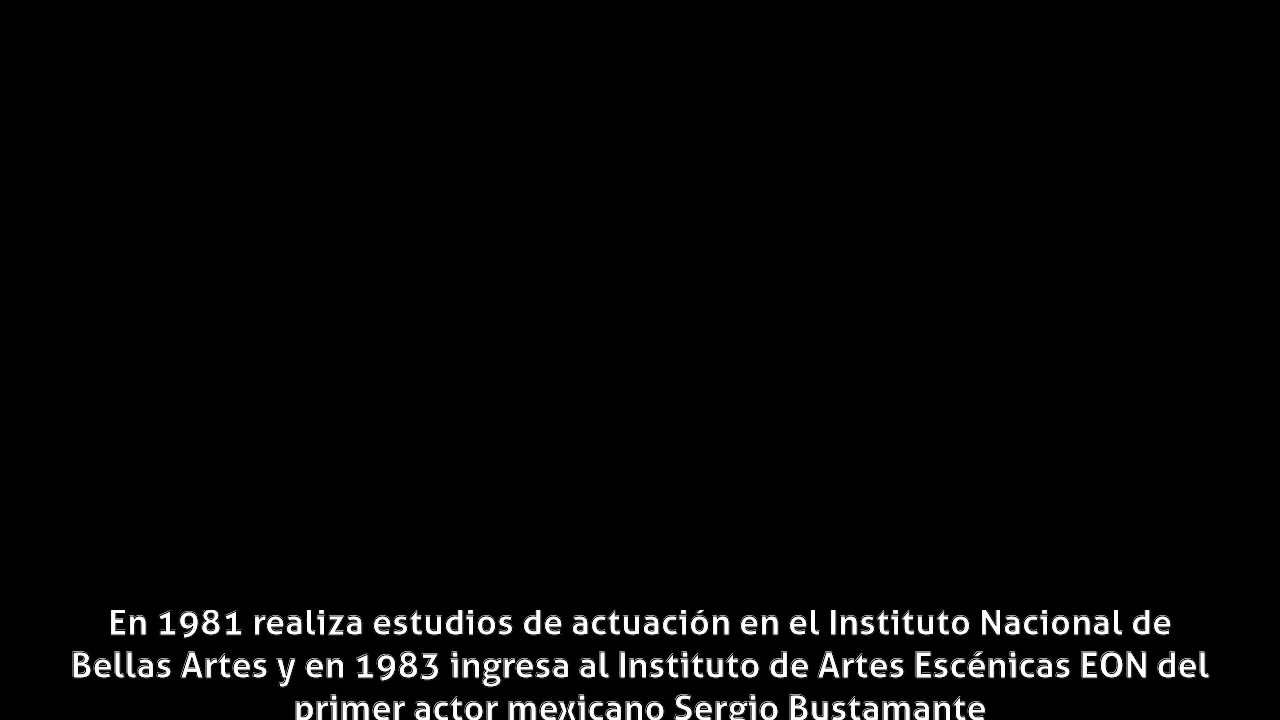 En 1981 realiza estudios de actuación en el Instituto Nacional de
Bellas Artes y en 1983 ingresa al Instituto de Artes Escénicas EON del
primer actor mexicano Sergio Bustamante